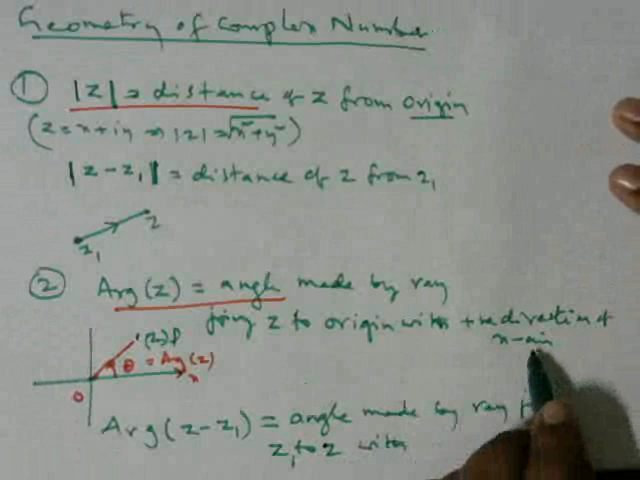 Geometry of Complex Number
① |z| = distance of z from origin
(z = x + iy ⇒ |z| = √x²+y²)
|z - z₁| = distance of z from z₁
z
z₁
② Arg(z) = angle made by ray
joing z to origin with +ve direction of
x-axis
(z) P
θ = Arg(z)
x
O
Arg(z - z₁) = angle made by ray
z₁ to z with